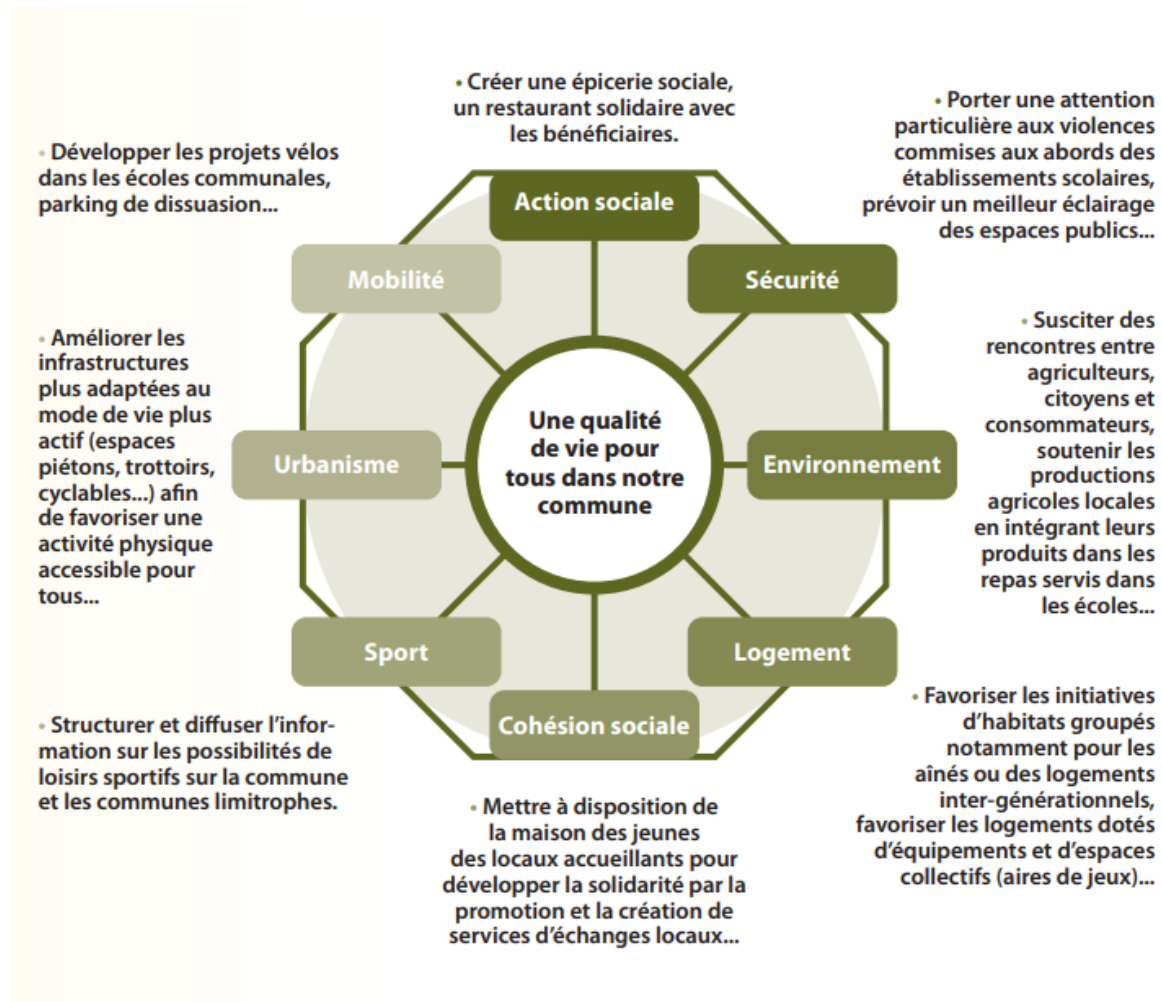 • Créer une épicerie sociale,
un restaurant solidaire avec
les bénéficiaires.
• Porter une attention
particulière aux violences
commises aux abords des
établissements scolaires,
prévoir un meilleur éclairage
des espaces publics...
• Développer les projets vélos
dans les écoles communales,
parking de dissuasion...
Action sociale
Mobilité
Sécurité
• Améliorer les
infrastructures
plus adaptées au
mode de vie plus
actif (espaces
piétons, trottoirs,
cyclables...) afin
de favoriser une
activité physique
accessible pour
tous...
• Susciter des
rencontres entre
agriculteurs,
citoyens et
consommateurs,
soutenir les
productions
agricoles locales
en intégrant leurs
produits dans les
repas servis dans
les écoles...
Urbanisme
Une qualité
de vie pour
tous dans notre
commune
Environnement
Sport
Logement
Cohésion sociale
• Structurer et diffuser l’infor-
mation sur les possibilités de
loisirs sportifs sur la commune
et les communes limitrophes.
• Mettre à disposition de
la maison des jeunes
des locaux accueillants pour
développer la solidarité par la
promotion et la création de
services d’échanges locaux...
• Favoriser les initiatives
d’habitats groupés
notamment pour les
aînés ou des logements
inter-générationnels,
favoriser les logements dotés
d’équipements et d’espaces
collectifs (aires de jeux)...